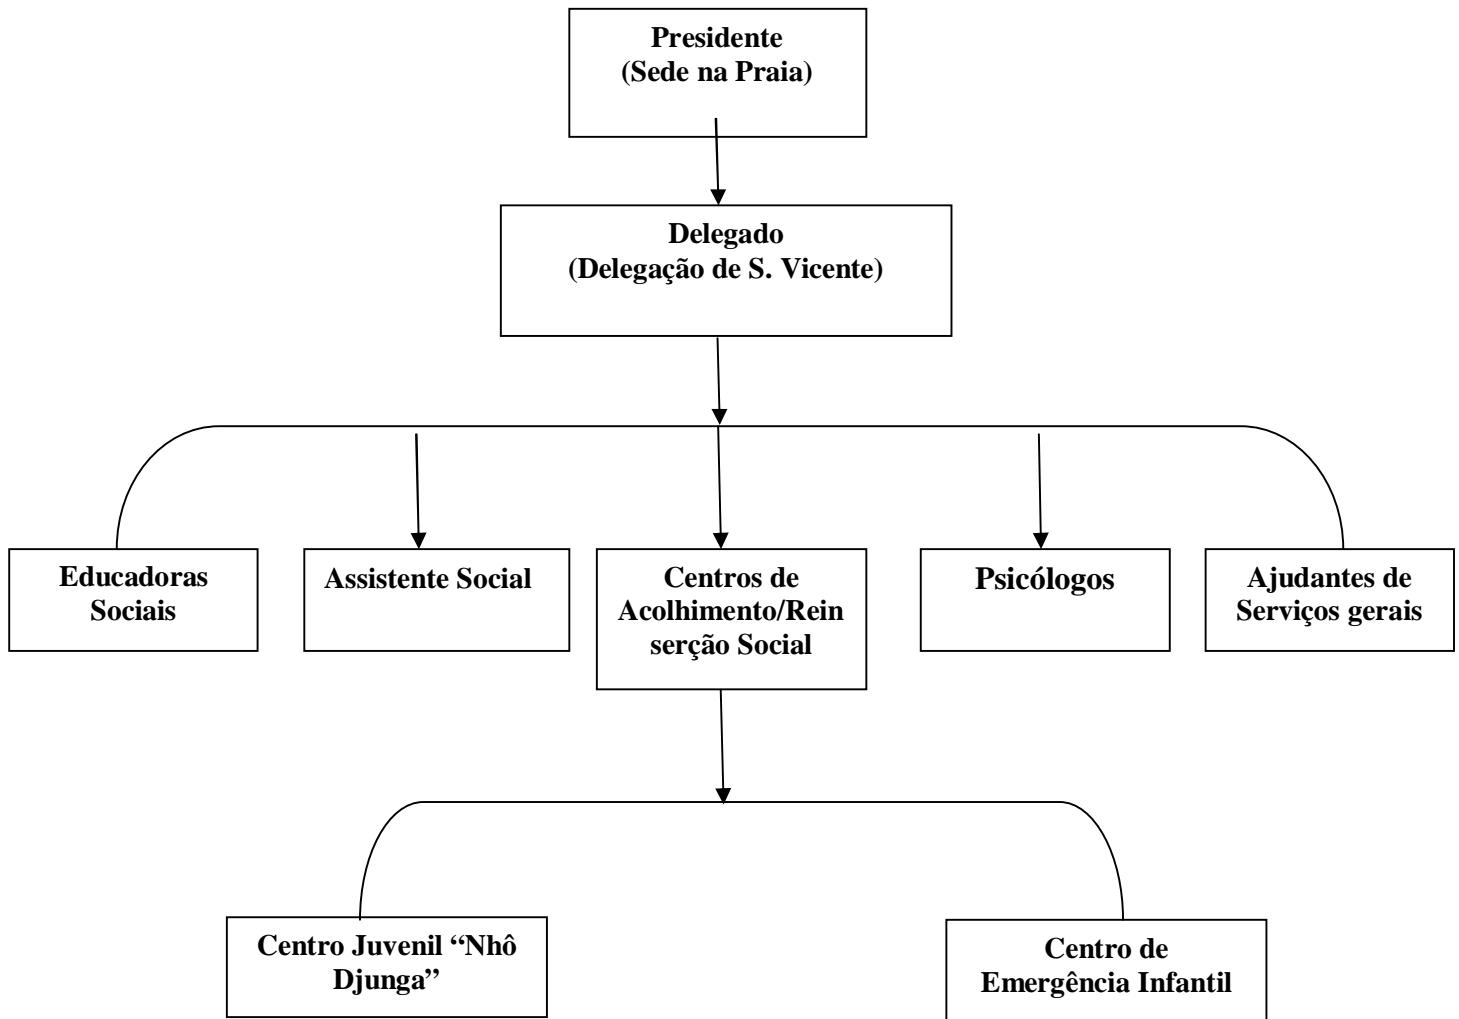 Presidente
(Sede na Praia)
Delegado
(Delegação de S. Vicente)
Educadoras
Sociais
Assistente Social
Centros de
Acolhimento/Rein
serção Social
Psicólogos
Ajudantes de
Serviços gerais
Centro Juvenil “Nhô
Djunga”
Centro de
Emergência Infantil